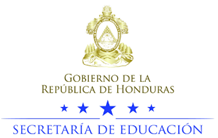 GOBIERNO DE LA
REPÚBLICA DE HONDURAS
SECRETARÍA DE EDUCACIÓN